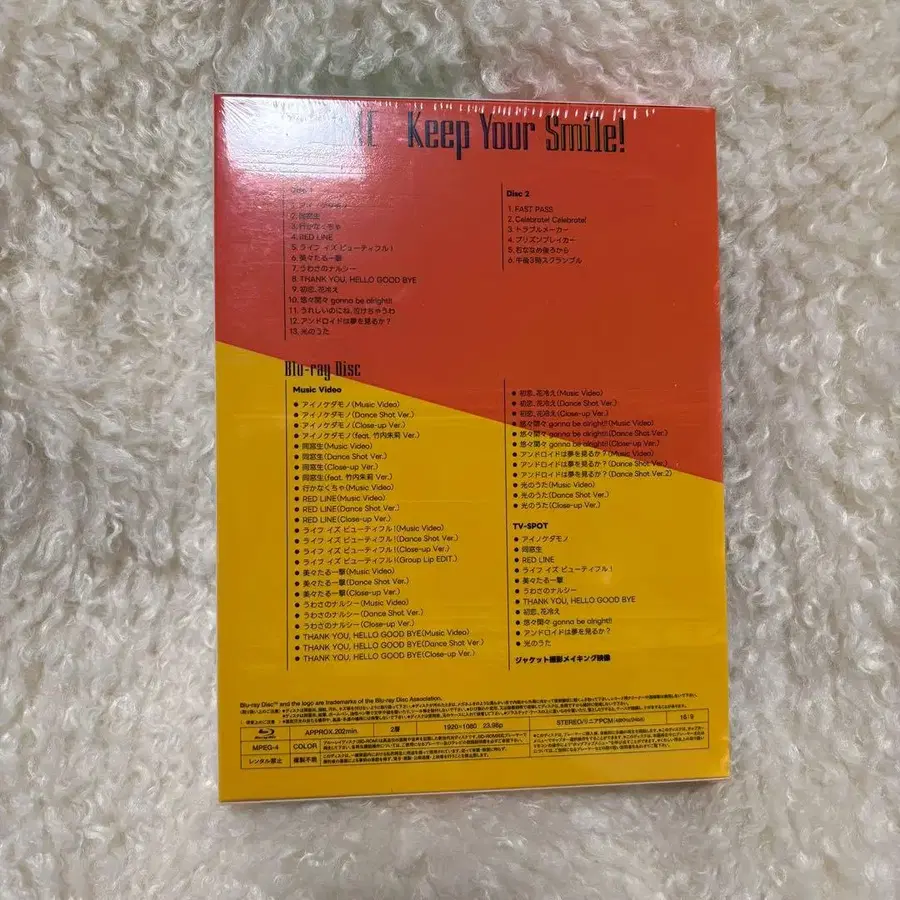 Keep Your Smile!
Disc 1
1. アイノケダモノ
2. 同窓生
3. 行かなくちゃ
4. RED LINE
5. ライフ イズ ビューティフル!
6. 美々たる一撃
7. うわさのナルシー
8. THANK YOU, HELLO GOOD BYE
9. 初恋、花冷え
10. 悠々閑々 gonna be alright!!
11. うれしいのにね、泣けちゃうわ
12. アンドロイドは夢を見るか?
13. 光のうた
Disc 2
1. FAST PASS
2. Celebrate! Celebrate!
3. トラブルメーカー
4. プリズンブレイカー
5. 右ななめ後ろから
6. 午後3時スクランブル
Blu-ray Disc
Music Video
● アイノケダモノ(Music Video)
● アイノケダモノ(Dance Shot Ver.)
● アイノケダモノ(Close-up Ver.)
● アイノケダモノ(feat. 竹内朱莉 Ver.)
● 同窓生(Music Video)
● 同窓生(Dance Shot Ver.)
● 同窓生(Close-up Ver.)
● 同窓生(feat. 竹内朱莉 Ver.)
● 行かなくちゃ(Music Video)
● RED LINE(Music Video)
● RED LINE(Dance Shot Ver.)
● RED LINE(Close-up Ver.)
● ライフ イズ ビューティフル!(Music Video)
● ライフ イズ ビューティフル!(Dance Shot Ver.)
● ライフ イズ ビューティフル!(Close-up Ver.)
● ライフ イズ ビューティフル!(Group Lip EDIT.)
● 美々たる一撃(Music Video)
● 美々たる一撃(Dance Shot Ver.)
● 美々たる一撃(Close-up Ver.)
● うわさのナルシー(Music Video)
● うわさのナルシー(Dance Shot Ver.)
● うわさのナルシー(Close-up Ver.)
● THANK YOU, HELLO GOOD BYE(Music Video)
● THANK YOU, HELLO GOOD BYE(Dance Shot Ver.)
● THANK YOU, HELLO GOOD BYE(Close-up Ver.)
● 初恋、花冷え(Music Video)
● 初恋、花冷え(Dance Shot Ver.)
● 初恋、花冷え(Close-up Ver.)
● 悠々閑々 gonna be alright!!(Music Video)
● 悠々閑々 gonna be alright!!(Dance Shot Ver.)
● 悠々閑々 gonna be alright!!(Close-up Ver.)
● アンドロイドは夢を見るか?(Music Video)
● アンドロイドは夢を見るか?(Dance Shot Ver.)
● アンドロイドは夢を見るか?(Dance Shot Ver.2)
● 光のうた(Music Video)
● 光のうた(Dance Shot Ver.)
● 光のうた(Close-up Ver.)
TV-SPOT
● アイノケダモノ
● 同窓生
● RED LINE
● ライフ イズ ビューティフル!
● 美々たる一撃
● うわさのナルシー
● THANK YOU, HELLO GOOD BYE
● 初恋、花冷え
● 悠々閑々 gonna be alright!!
● アンドロイドは夢を見るか?
● 光のうた
ジャケット撮影メイキング映像
Blu-ray Disc™ and the logo are trademarks of the Blu-ray Disc Association.
APPROX.202min 2層 1920×1080 23.98p STEREO/リニアPCM 16:9
MPEG-4 COLOR
レンタル禁止 複製不能